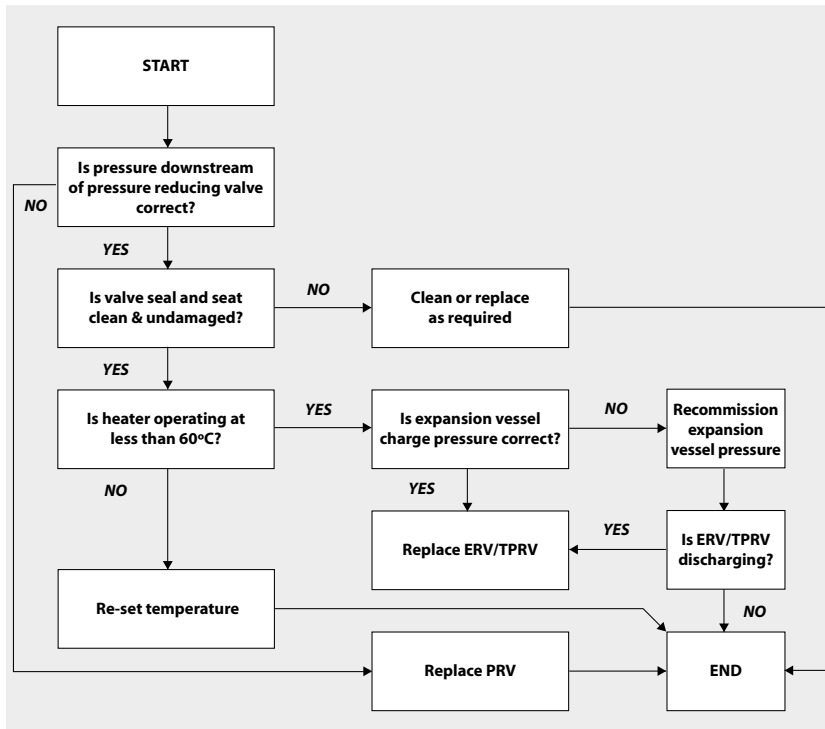 START
Is pressure downstream
of pressure reducing valve
correct?
NO
YES
Is valve seal and seat
clean & undamaged?
NO
Clean or replace
as required
YES
Is heater operating at
less than 60ºC?
YES
Is expansion vessel
charge pressure correct?
NO
Recommission
expansion
vessel pressure
NO
YES
Replace ERV/TPRV
YES
Is ERV/TPRV
discharging?
NO
Re-set temperature
Replace PRV
END